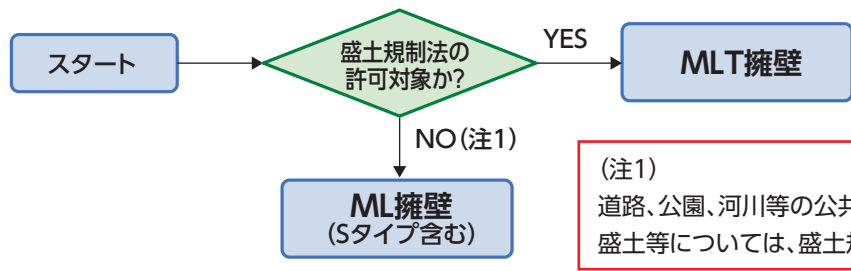 スタート
盛土規制法の
許可対象か?
YES
MLT擁壁
NO(注1)
ML擁壁
(Sタイプ含む)
(注1)
道路、公園、河川等の公共
盛土等については、盛土規